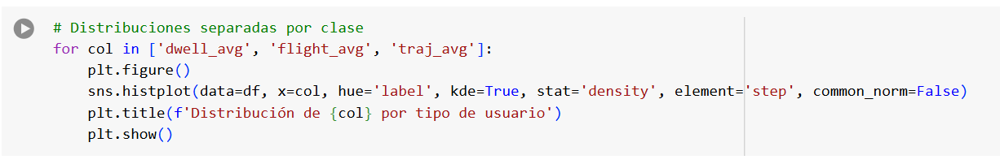 # Distribuciones separadas por clase
for col in ['dwell_avg', 'flight_avg', 'traj_avg']:
    plt.figure()
    sns.histplot(data=df, x=col, hue='label', kde=True, stat='density', element='step', common_norm=False)
    plt.title(f'Distribución de {col} por tipo de usuario')
    plt.show()